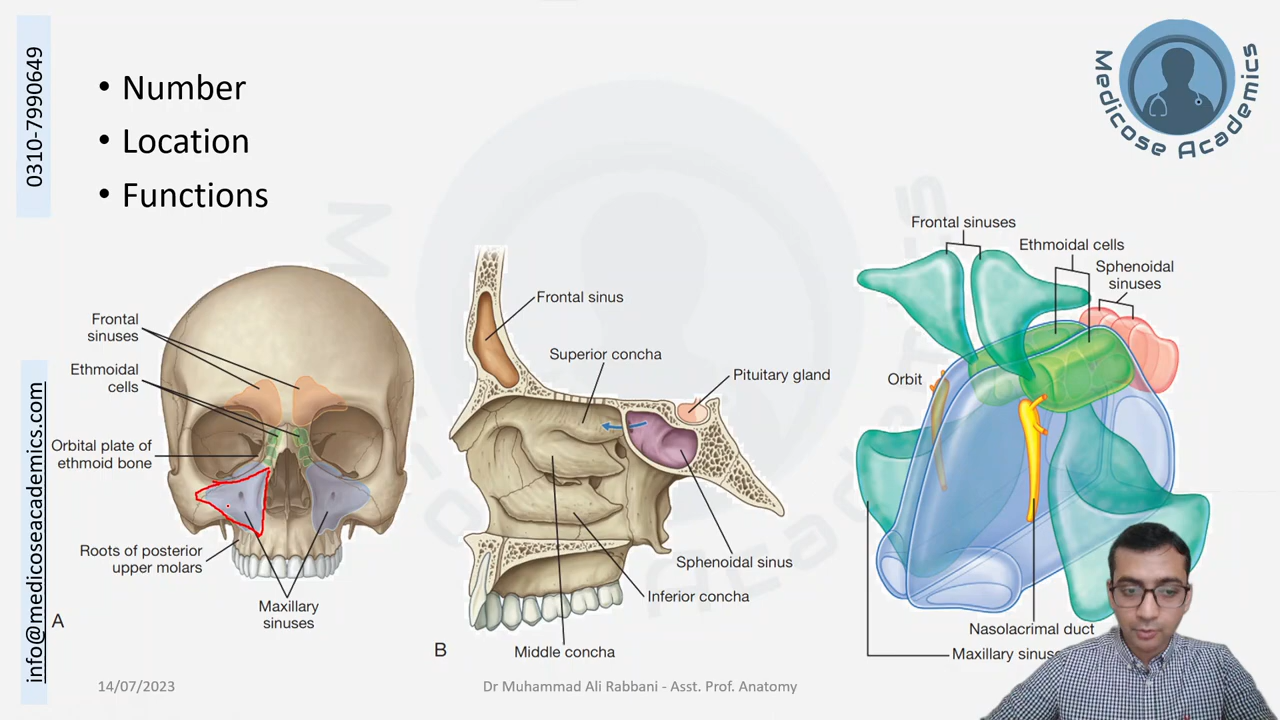 0310-7990649
info@medicoseacademics.com
• Number
• Location
• Functions
Medicose Academics
Frontal
sinuses
Ethmoidal
cells
Orbital plate of
ethmoid bone
Roots of posterior
upper molars
Maxillary
sinuses
A
Frontal sinus
Superior concha
Pituitary gland
Sphenoidal sinus
Inferior concha
Middle concha
B
Frontal sinuses
Ethmoidal cells
Sphenoidal
sinuses
Orbit
Nasolacrimal duct
Maxillary
14/07/2023
Dr Muhammad Ali Rabbani - Asst. Prof. Anatomy